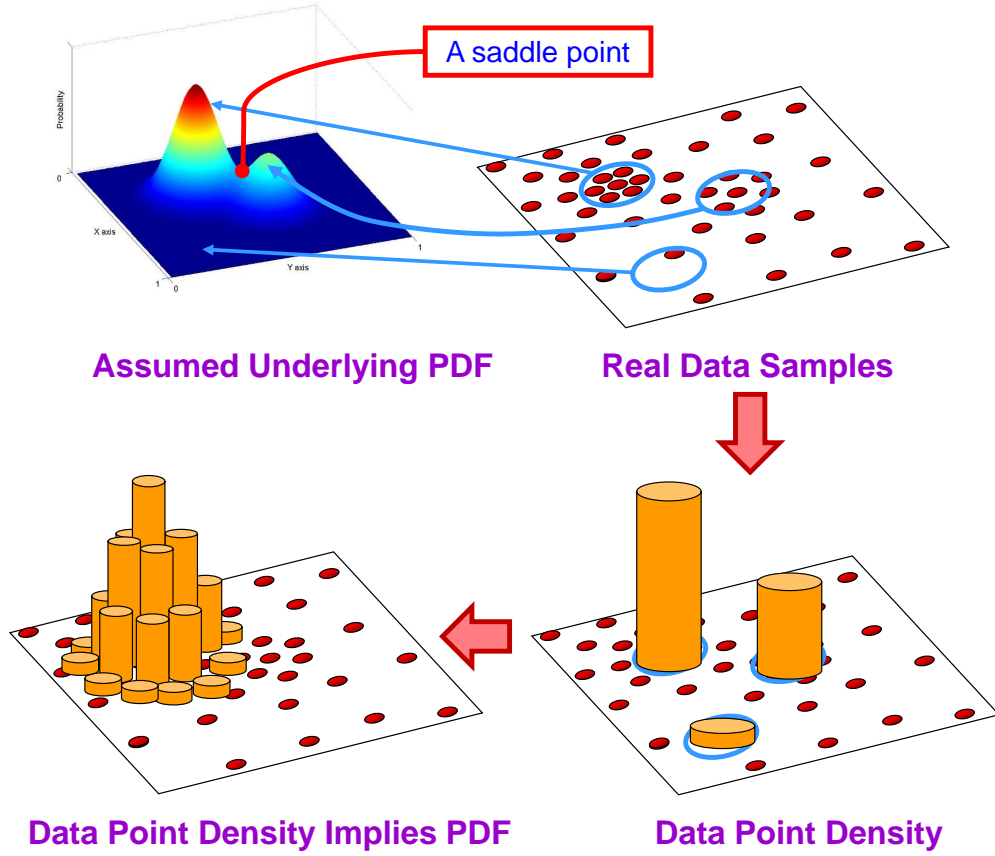 A saddle point
Probability
0
X axis
1
0
Y axis
1
Assumed Underlying PDF
Real Data Samples
Data Point Density Implies PDF
Data Point Density